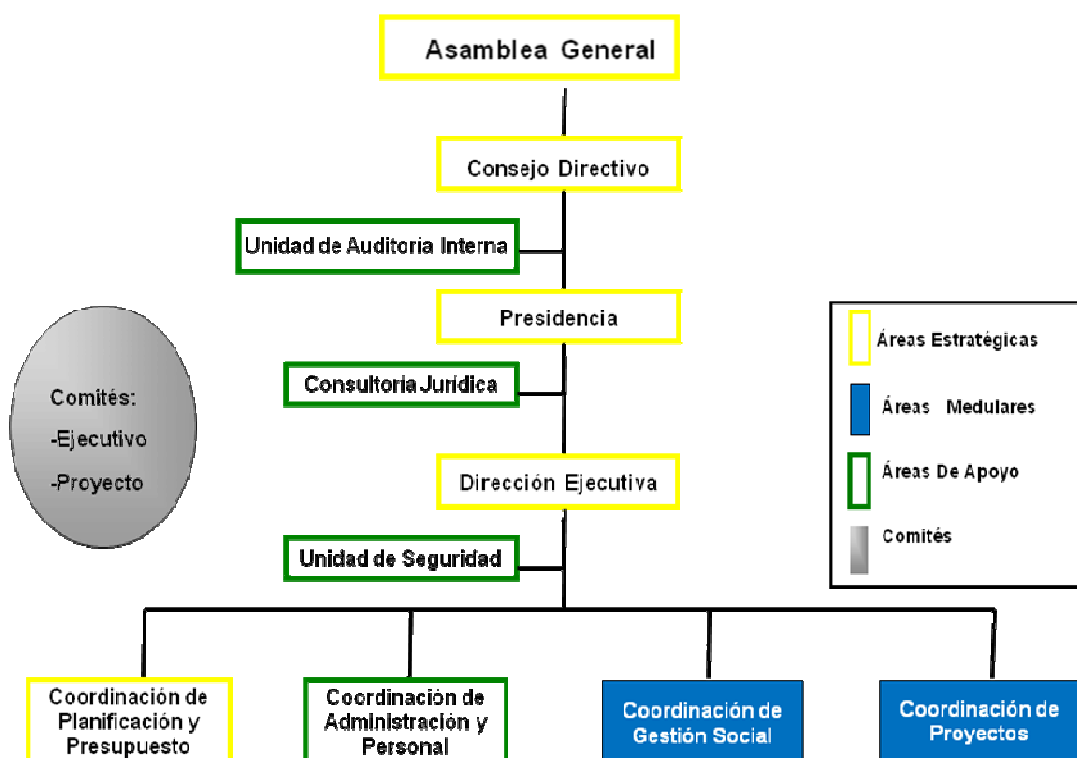 Asamblea General
Consejo Directivo
Unidad de Auditoría Interna
Presidencia
Consultoría Jurídica
Dirección Ejecutiva
Unidad de Seguridad
Comités:
-Ejecutivo
-Proyecto
Áreas Estratégicas
Áreas Medulares
Áreas De Apoyo
Comités
Coordinación de
Planificación y
Presupuesto
Coordinación de
Administración y
Personal
Coordinación de
Gestión Social
Coordinación de
Proyectos